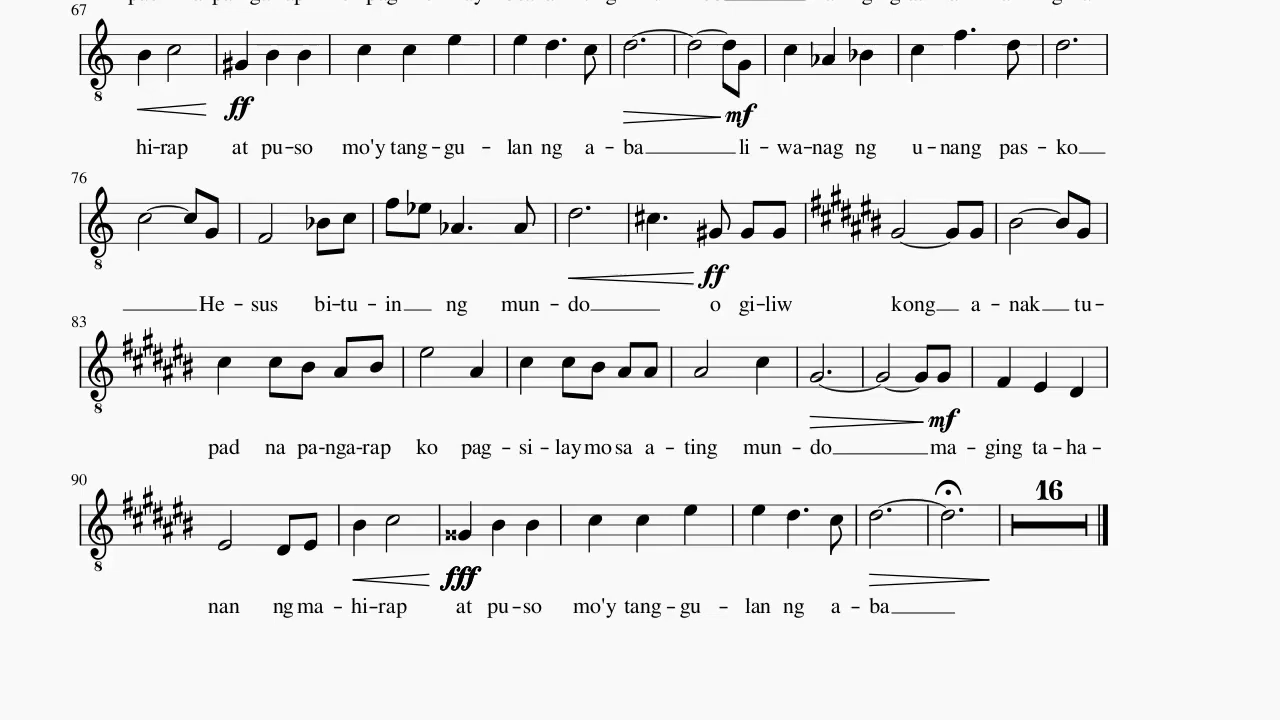 67
ff
mf
hi-rap at pu-so mo'y tang-gu - lan ng a - ba li - wa-nag ng u - nang pas - ko
76
ff
He - sus bi-tu - in ng mun - do o gi-liw kong a - nak tu-
83
8
mf
pad na pa-nga-rap ko pag - si - lay mo sa a - ting mun - do ma - ging ta - ha -
90
16
fff
nan ng ma - hi-rap at pu - so mo'y tang - gu - lan ng a - ba